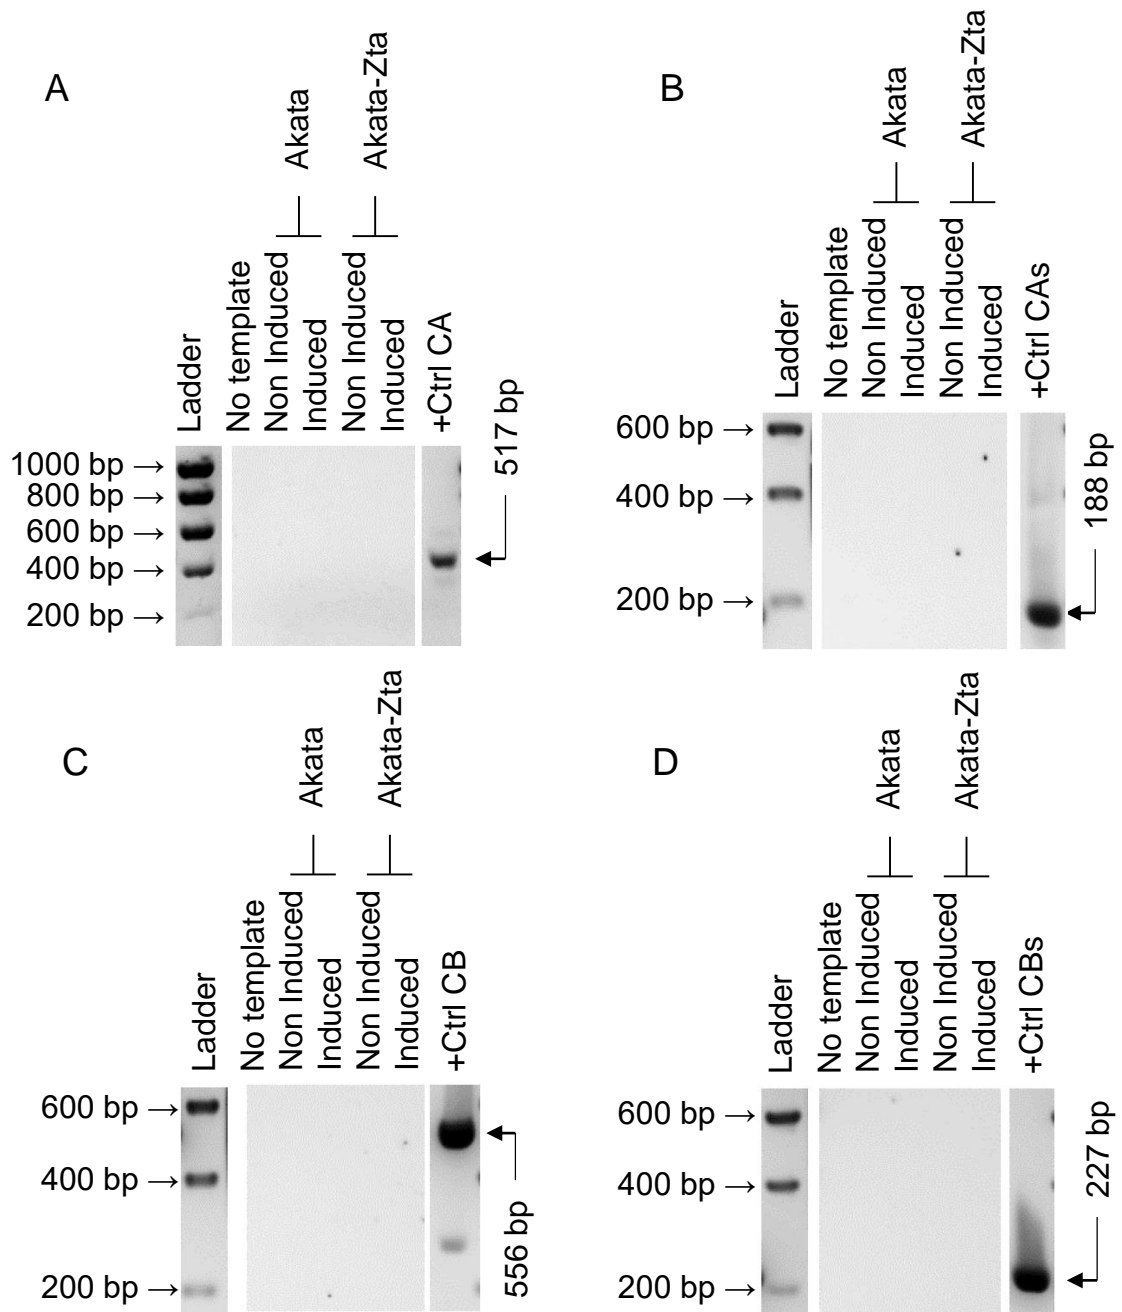 A
Akata
Akata-Zta
Ladder
No template
Non Induced
Induced
Non Induced
Induced
+Ctrl CA
517 bp
1000 bp →
800 bp →
600 bp →
400 bp →
200 bp →
B
Akata
Akata-Zta
Ladder
No template
Non Induced
Induced
Non Induced
Induced
+Ctrl CAs
188 bp
600 bp →
400 bp →
200 bp →
C
Akata
Akata-Zta
Ladder
No template
Non Induced
Induced
Non Induced
Induced
+Ctrl CB
556 bp
600 bp →
400 bp →
200 bp →
D
Akata
Akata-Zta
Ladder
No template
Non Induced
Induced
Non Induced
Induced
+Ctrl CBs
227 bp
600 bp →
400 bp →
200 bp →